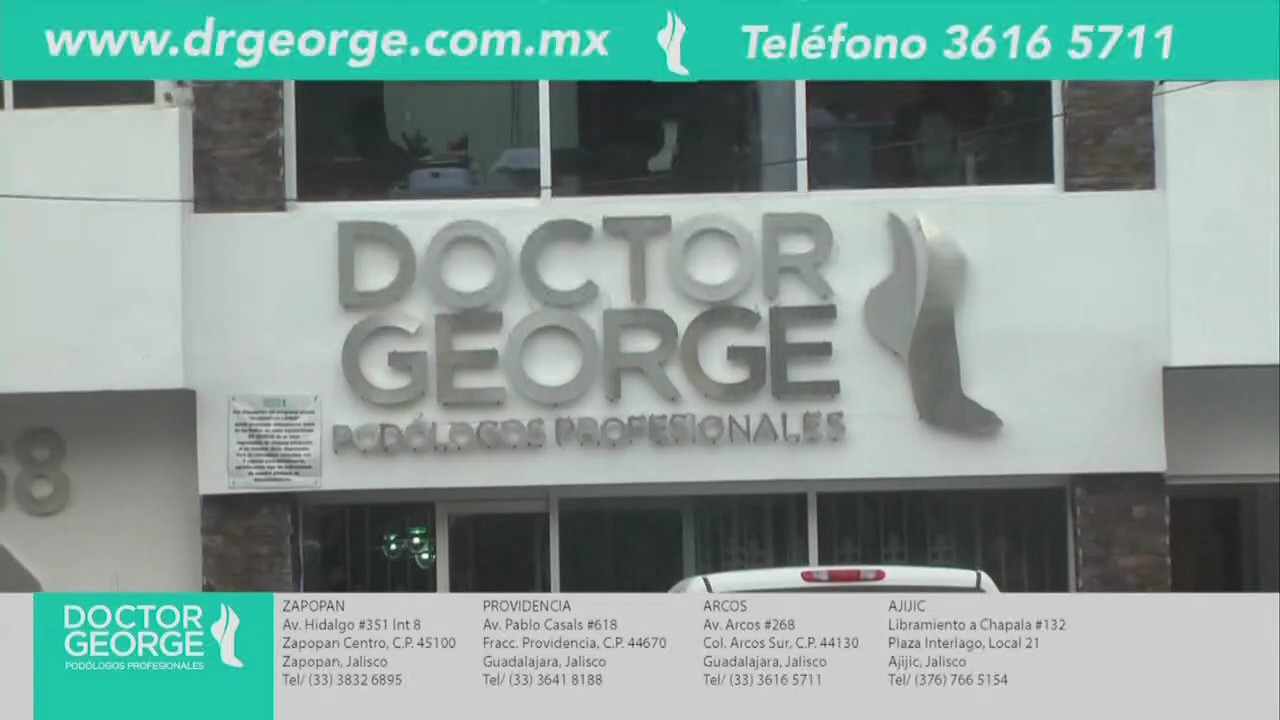 www.drgeorge.com.mx
Teléfono 3616 5711
DOCTOR
GEORGE
PODÓLOGOS PROFESIONALES
68
DOCTOR
GEORGE
PODÓLOGOS PROFESIONALES
ZAPOPAN
Av. Hidalgo #351 Int 8
Zapopan Centro, C.P. 45100
Zapopan, Jalisco
Tel/ (33) 3832 6895
PROVIDENCIA
Av. Pablo Casals #618
Fracc. Providencia, C.P. 44670
Guadalajara, Jalisco
Tel/ (33) 3641 8188
ARCOS
Av. Arcos #268
Col. Arcos Sur, C.P. 44130
Guadalajara, Jalisco
Tel/ (33) 3616 5711
AJIJIC
Libramiento a Chapala #132
Plaza Interlago, Local 21
Ajijic, Jalisco
Tel/ (376) 766 5154